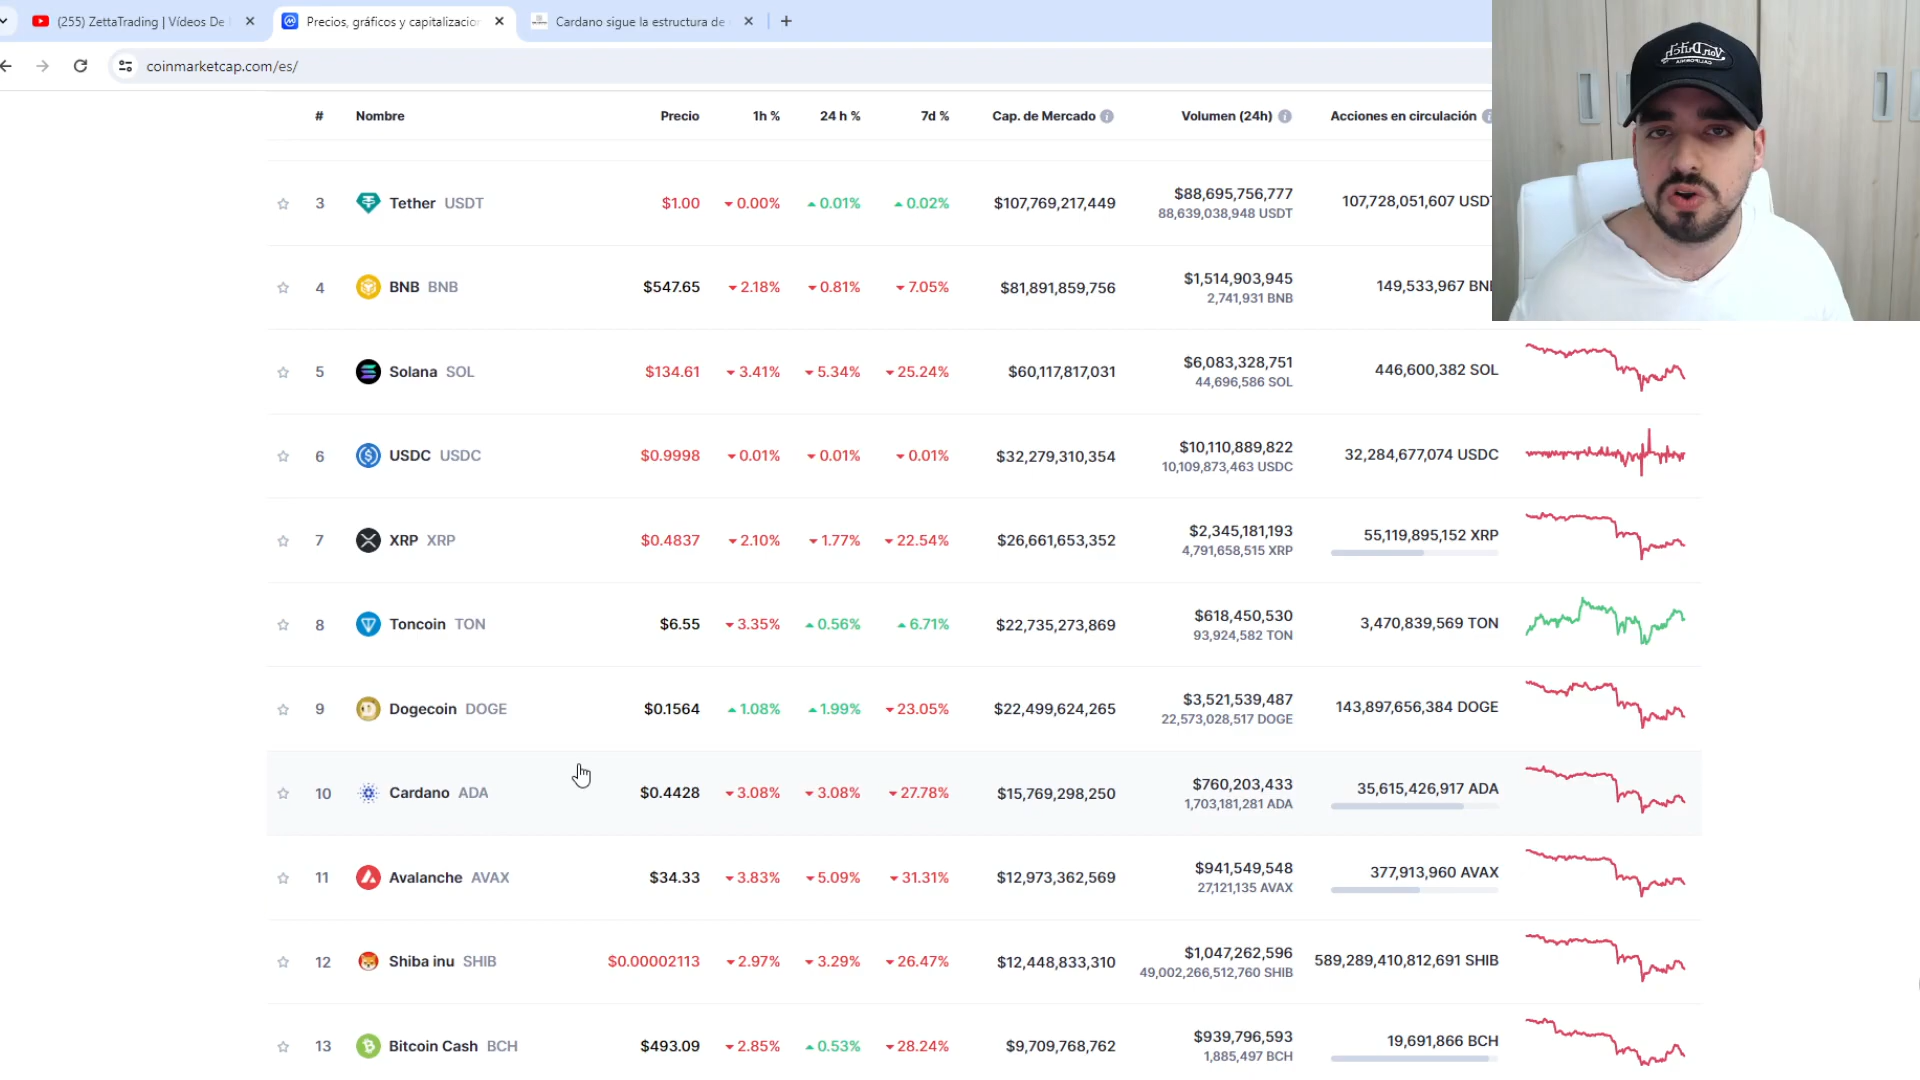 (255) ZettaTrading | Vídeos De
Precios, gráficos y capitalizacion
Cardano sigue la estructura de
coinmarketcap.com/es/
# Nombre Precio 1h % 24 h % 7d % Cap. de Mercado Volumen (24h) Acciones en circulación
3 Tether USDT $1.00 0.00% 0.01% 0.02% $107,769,217,449 $88,695,756,777 107,728,051,607 USDT
88,639,038,948 USDT
4 BNB BNB $547.65 2.18% 0.81% 7.05% $81,891,859,756 $1,514,903,945 149,533,967 BNB
2,741,931 BNB
5 Solana SOL $134.61 3.41% 5.34% 25.24% $60,117,817,031 $6,083,328,751 446,600,382 SOL
44,696,586 SOL
6 USDC USDC $0.9998 0.01% 0.01% 0.01% $32,279,310,354 $10,110,889,822 32,284,677,074 USDC
10,109,873,463 USDC
7 XRP XRP $0.4837 2.10% 1.77% 22.54% $26,661,653,352 $2,345,181,193 55,119,895,152 XRP
4,791,658,515 XRP
8 Toncoin TON $6.55 3.35% 0.56% 6.71% $22,735,273,869 $618,450,530 3,470,839,569 TON
93,924,582 TON
9 Dogecoin DOGE $0.1564 1.08% 1.99% 23.05% $22,499,624,265 $3,521,539,487 143,897,656,384 DOGE
22,573,028,517 DOGE
10 Cardano ADA $0.4428 3.08% 3.08% 27.78% $15,769,298,250 $760,203,433 35,615,426,917 ADA
1,703,181,281 ADA
11 Avalanche AVAX $34.33 3.83% 5.09% 31.31% $12,973,362,569 $941,549,548 377,913,960 AVAX
27,121,135 AVAX
12 Shiba inu SHIB $0.00002113 2.97% 3.29% 26.47% $12,448,833,310 $1,047,262,596 589,289,410,812,691 SHIB
49,002,266,512,760 SHIB
13 Bitcoin Cash BCH $493.09 2.85% 0.53% 28.24% $9,709,768,762 $939,796,593 19,691,866 BCH
1,885,497 BCH
Von Dutch
CALIFORNIA